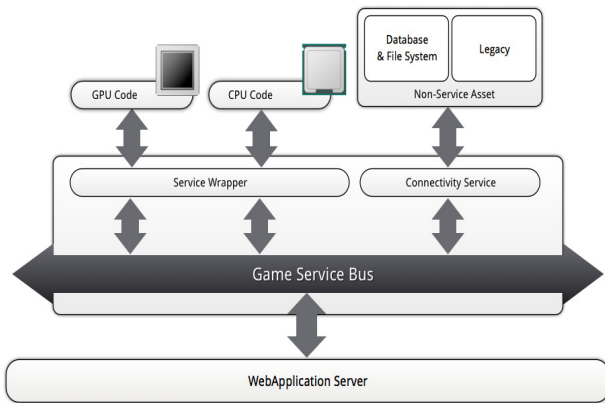 Database
& File System
Legacy
GPU Code
CPU Code
Non-Service Asset
Service Wrapper
Connectivity Service
Game Service Bus
WebApplication Server